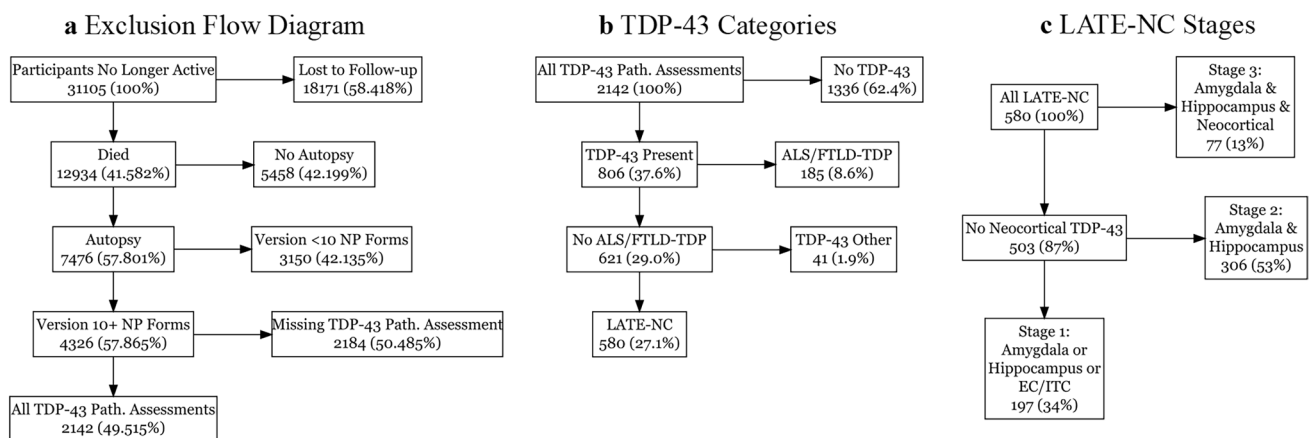 a Exclusion Flow Diagram
Participants No Longer Active
31105 (100%)
Lost to Follow-up
18171 (58.418%)
Died
12934 (41.582%)
No Autopsy
5458 (42.199%)
Autopsy
7476 (57.801%)
Version <10 NP Forms
3150 (42.135%)
Version 10+ NP Forms
4326 (57.865%)
Missing TDP-43 Path. Assessment
2184 (50.485%)
All TDP-43 Path. Assessments
2142 (49.515%)
b TDP-43 Categories
All TDP-43 Path. Assessments
2142 (100%)
No TDP-43
1336 (62.4%)
TDP-43 Present
806 (37.6%)
ALS/FTLD-TDP
185 (8.6%)
No ALS/FTLD-TDP
621 (29.0%)
TDP-43 Other
41 (1.9%)
LATE-NC
580 (27.1%)
c LATE-NC Stages
All LATE-NC
580 (100%)
Stage 3:
Amygdala &
Hippocampus &
Neocortical
77 (13%)
No Neocortical TDP-43
503 (87%)
Stage 2:
Amygdala &
Hippocampus
306 (53%)
Stage 1:
Amygdala or
Hippocampus or
EC/ITC
197 (34%)